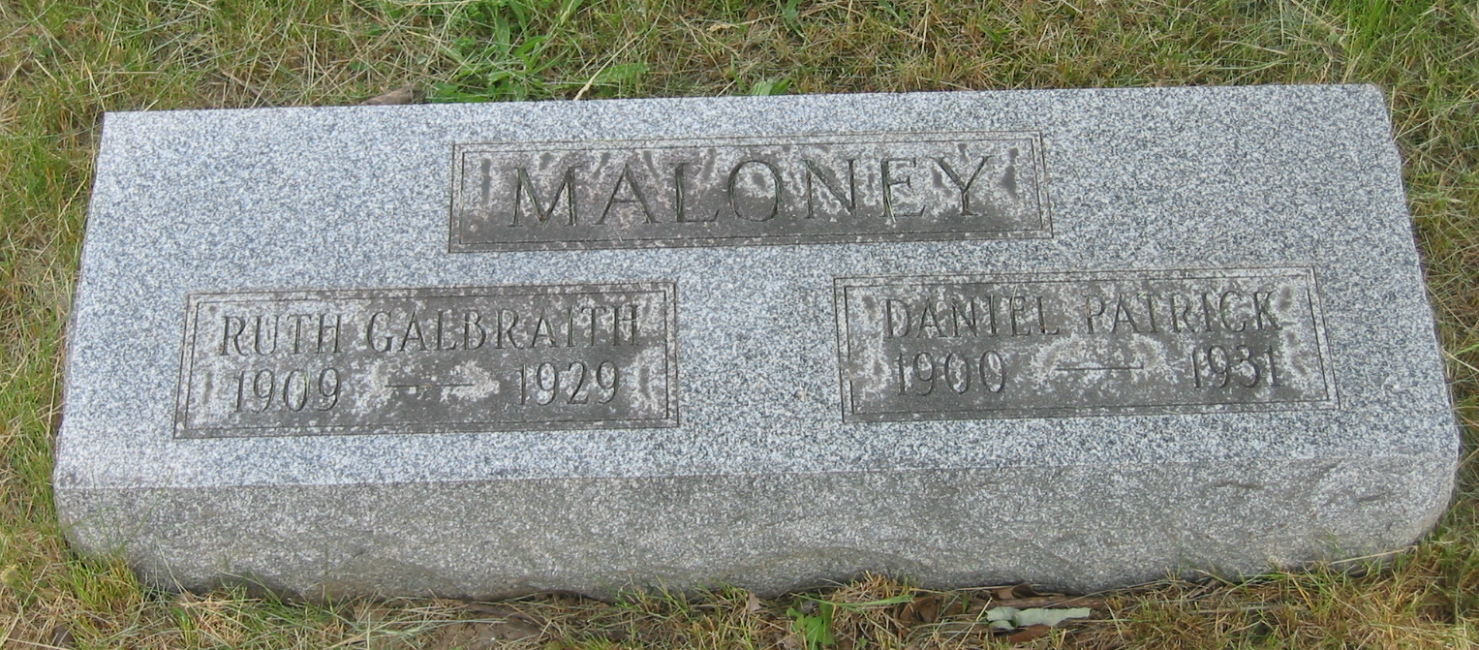 MALONEY
RUTH GALBRAITH
1909 — 1929
DANIEL PATRICK
1900 — 1931